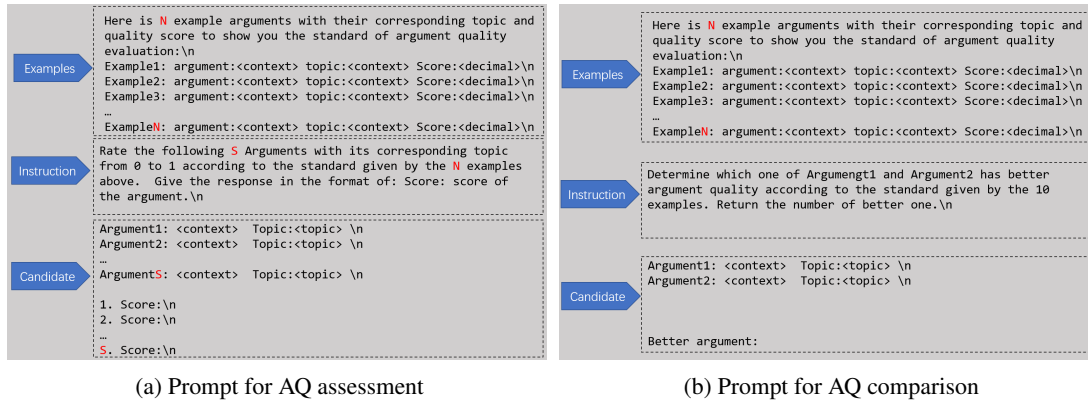 Examples
Here is N example arguments with their corresponding topic and
quality score to show you the standard of argument quality
evaluation:\n
Example1: argument:<context> topic:<context> Score:<decimal>\n
Example2: argument:<context> topic:<context> Score:<decimal>\n
Example3: argument:<context> topic:<context> Score:<decimal>\n
…
ExampleN: argument:<context> topic:<context> Score:<decimal>\n
Instruction
Rate the following S Arguments with its corresponding topic
from 0 to 1 according to the standard given by the N examples
above.  Give the response in the format of: Score: score of
the argument.\n
Candidate
Argument1: <context>  Topic:<topic> \n
Argument2: <context>  Topic:<topic> \n
…
ArgumentS: <context>  Topic:<topic> \n
1. Score:\n
2. Score:\n
…
S. Score:\n
(a) Prompt for AQ assessment
Examples
Here is N example arguments with their corresponding topic and
quality score to show you the standard of argument quality
evaluation:\n
Example1: argument:<context> topic:<context> Score:<decimal>\n
Example2: argument:<context> topic:<context> Score:<decimal>\n
Example3: argument:<context> topic:<context> Score:<decimal>\n
…
ExampleN: argument:<context> topic:<context> Score:<decimal>\n
Instruction
Determine which one of Argumengt1 and Argument2 has better
argument quality according to the standard given by the 10
examples. Return the number of better one.\n
Candidate
Argument1: <context>  Topic:<topic> \n
Argument2: <context>  Topic:<topic> \n
Better argument:
(b) Prompt for AQ comparison